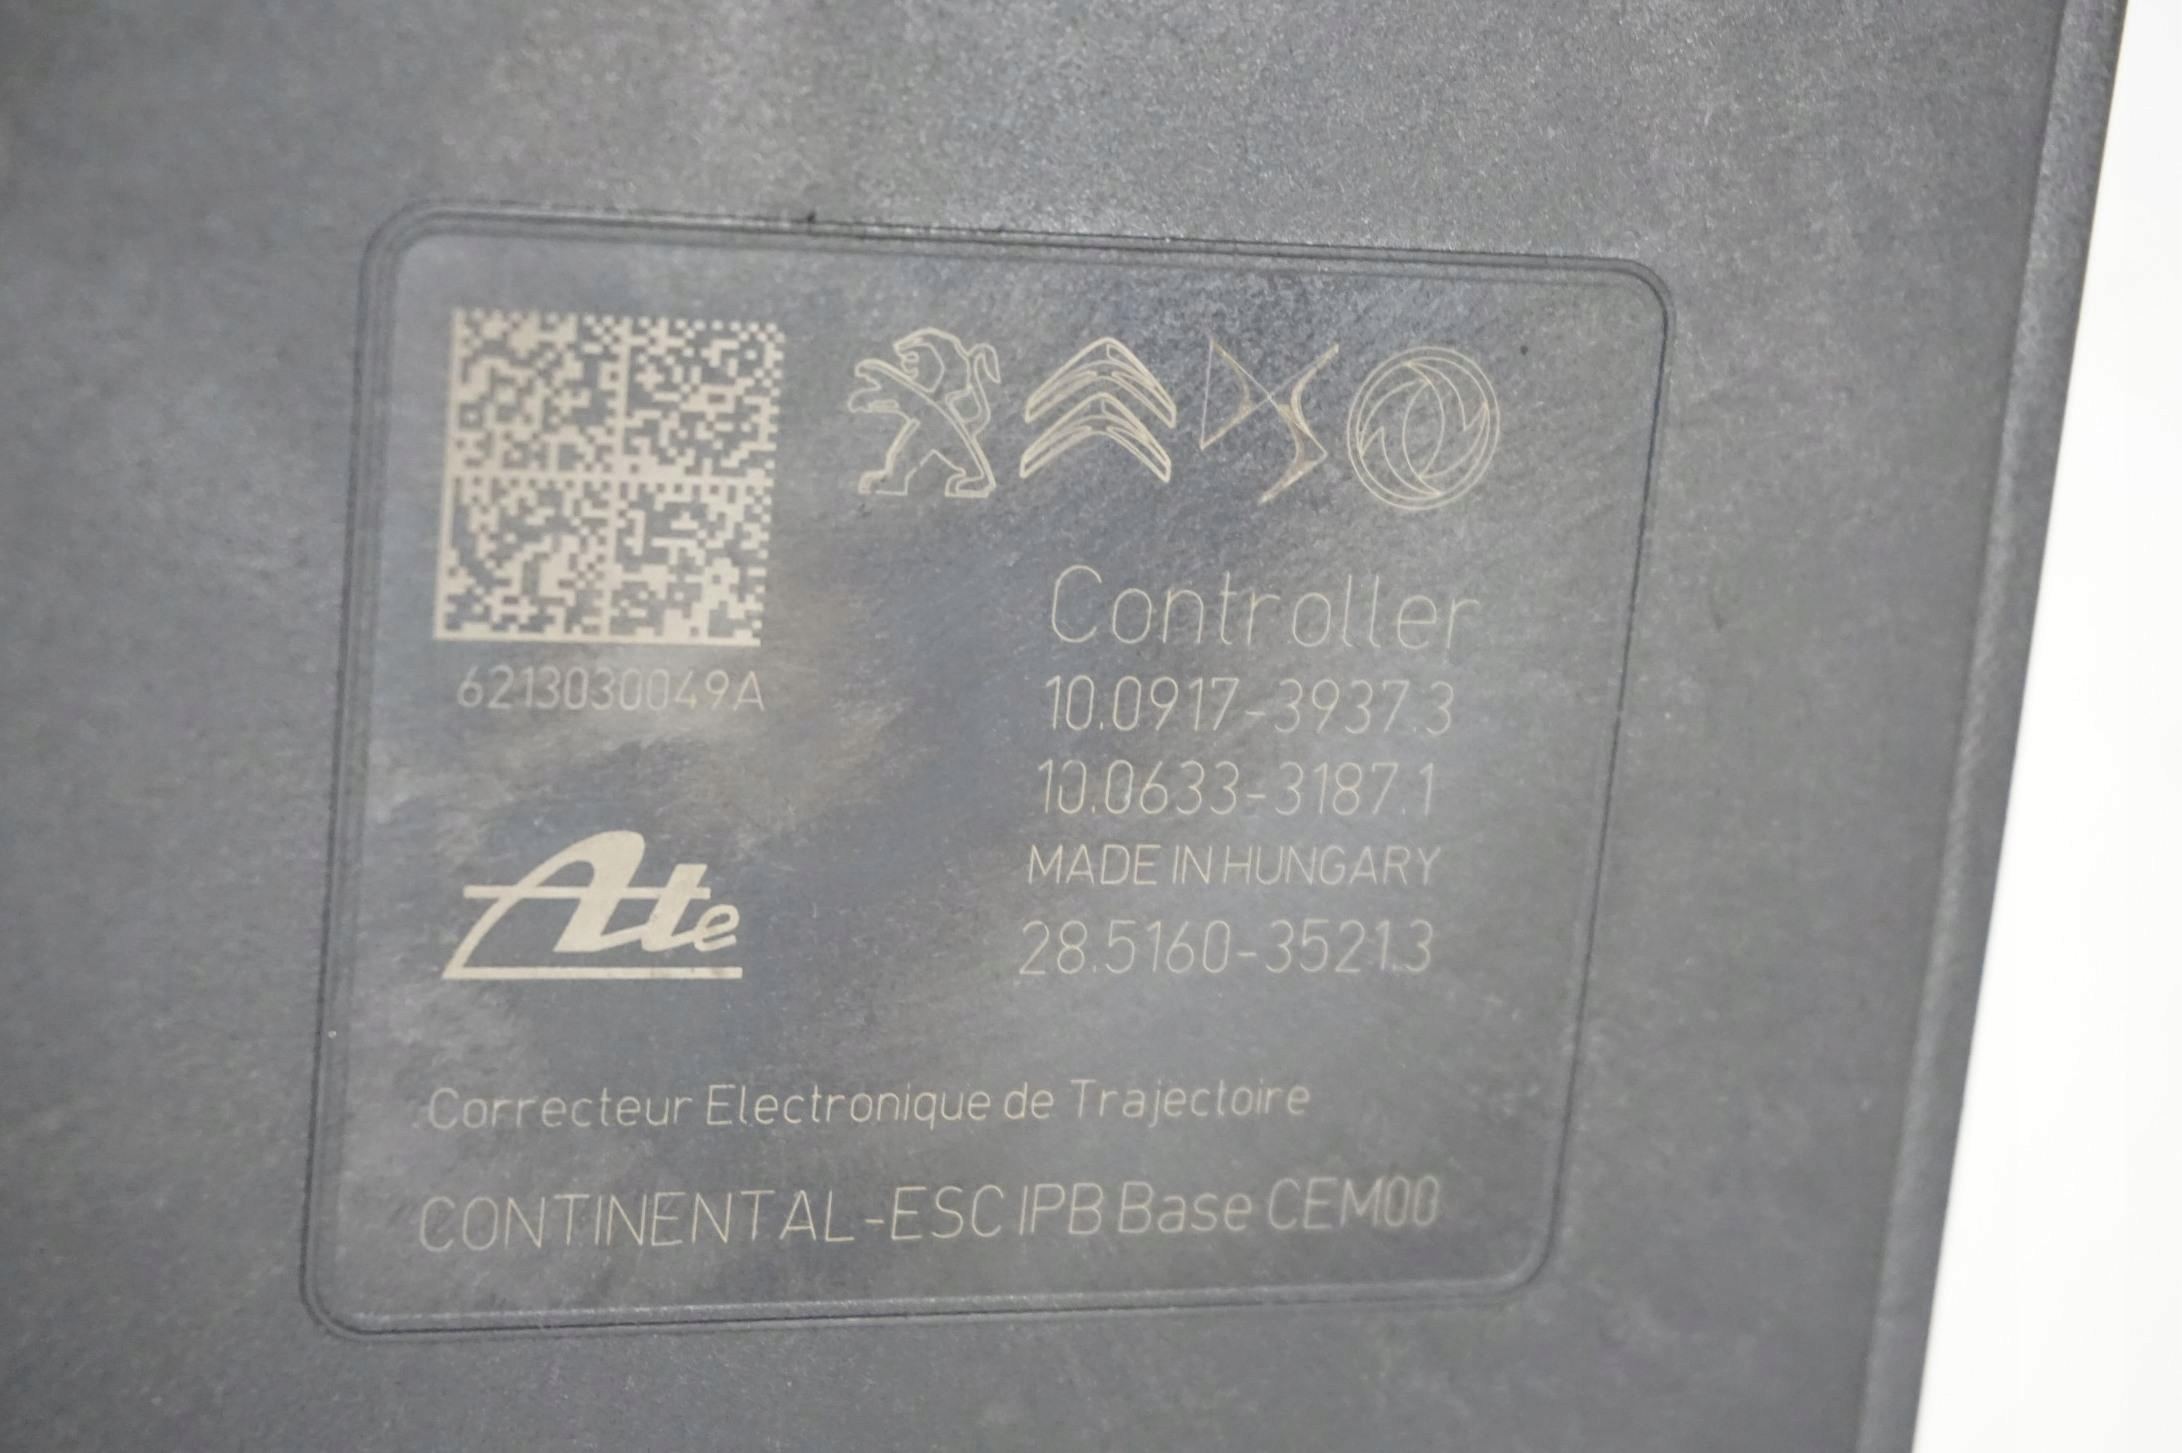 DS
Controller
6213030049A
10.0917-3937.3
10.0633-3187.1
MADE IN HUNGARY
Ate
28.5160-3521.3
Correcteur Electronique de Trajectoire
CONTINENTAL-ESC IPB Base CEM00